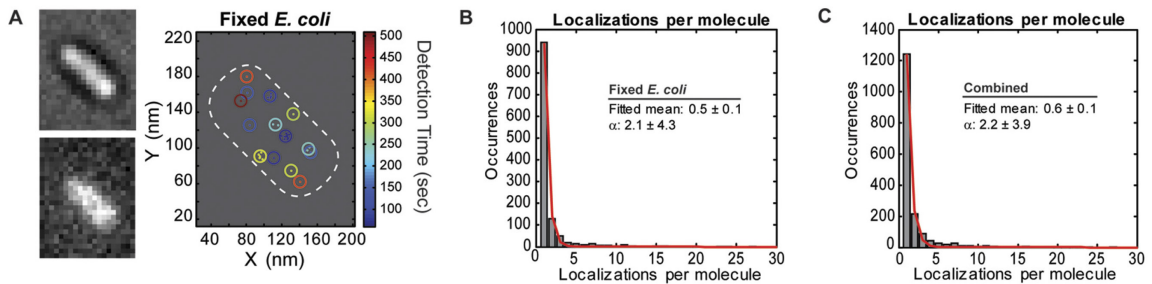 A
Fixed E. coli
220
180
140
100
60
20
Y (nm)
40 80 120 160 200
X (nm)
500
450
400
350
300
250
200
150
100
Detection Time (sec)
B
Localizations per molecule
1000
900
800
700
600
500
400
300
200
100
0
Occurrences
Fixed E. coli
Fitted mean: 0.5 ± 0.1
α: 2.1 ± 4.3
0 5 10 15 20 25 30
Localizations per molecule
C
Localizations per molecule
1400
1200
1000
800
600
400
200
0
Occurrences
Combined
Fitted mean: 0.6 ± 0.1
α: 2.2 ± 3.9
0 5 10 15 20 25 30
Localizations per molecule